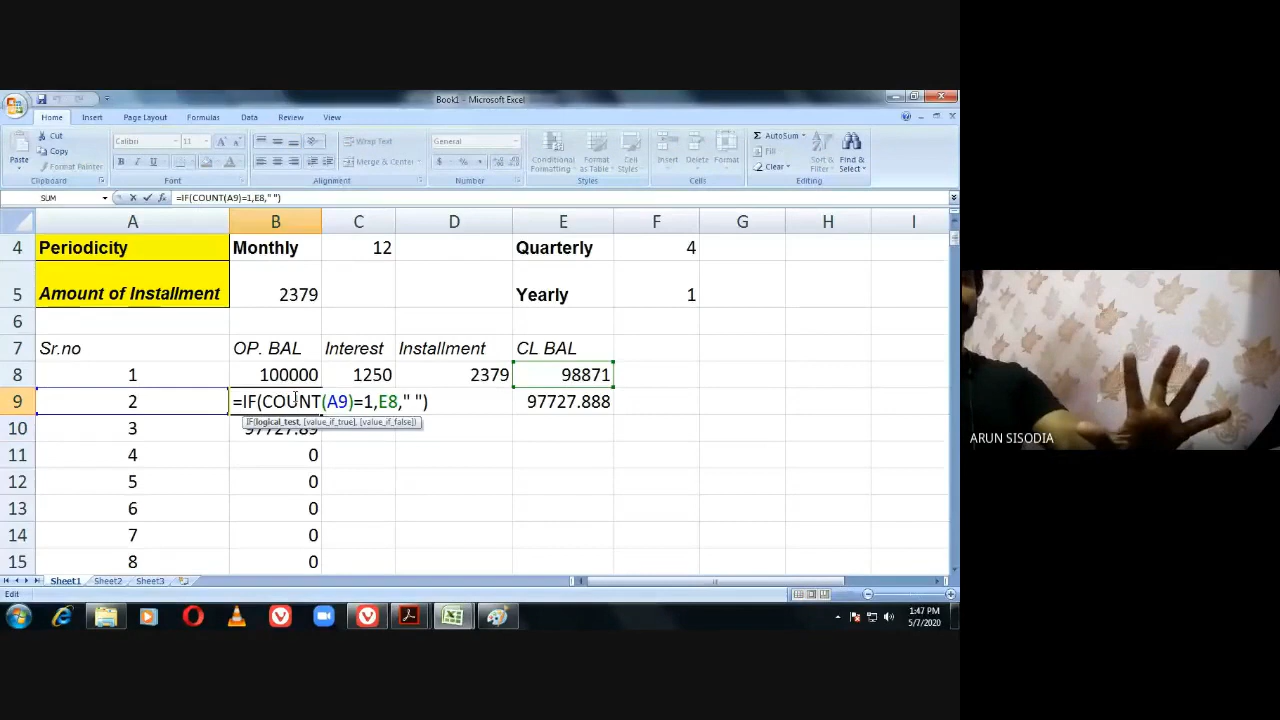 Book1 - Microsoft Excel
Home Insert Page Layout Formulas Data Review View
Cut
Copy
Format Painter
Paste
Clipboard
Calibri 11
Font
Wrap Text
Merge & Center
Alignment
General
Number
Conditional Formatting
Format as Table
Cell Styles
Styles
Insert Delete Format
Cells
AutoSum
Fill
Clear
Sort & Filter
Find & Select
Editing
SUM =IF(COUNT(A9)=1,E8," ")
A B C D E F G H I
4 Periodicity Monthly 12 Quarterly 4
5 Amount of Installment 2379 Yearly 1
6
7 Sr.no OP. BAL Interest Installment CL BAL
8 1 100000 1250 2379 98871
9 2 =IF(COUNT(A9)=1,E8," ") 97727.888
IF(logical_test, [value_if_true], [value_if_false])
10 3 97727.89
11 4 0
12 5 0
13 6 0
14 7 0
15 8 0
Sheet1 Sheet2 Sheet3
Edit
1:47 PM
5/7/2020
ARUN SISODIA